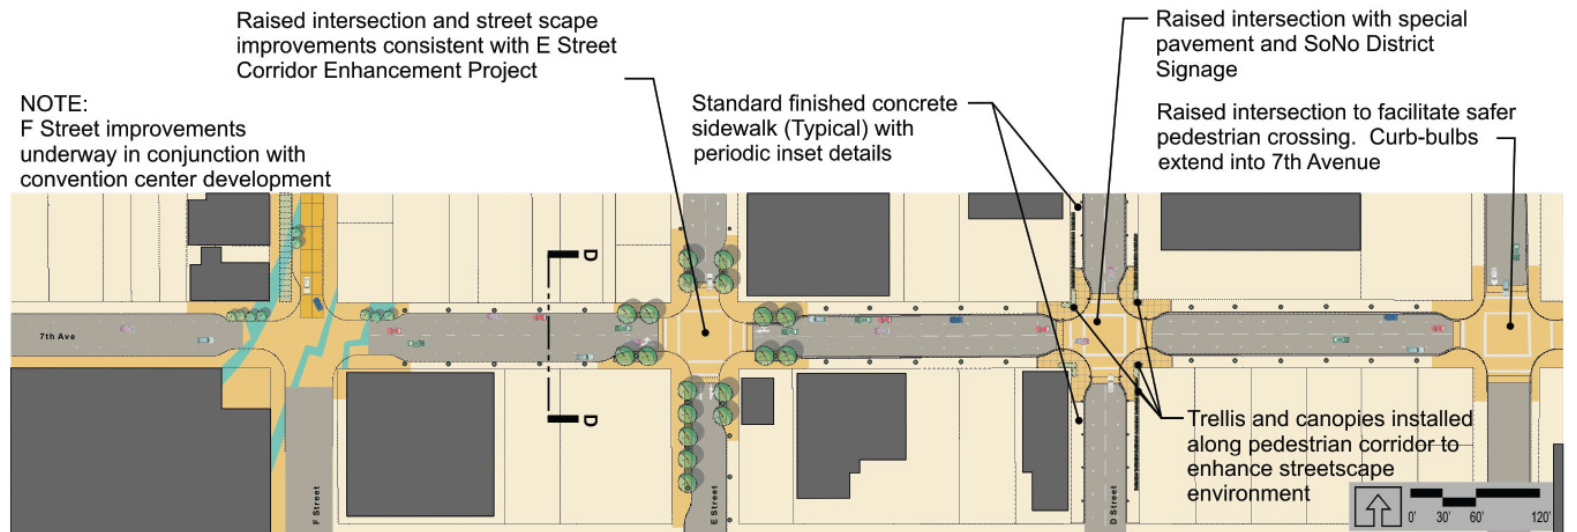 Raised intersection and street scape
improvements consistent with E Street
Corridor Enhancement Project
Raised intersection with special
pavement and SoNo District
Signage
NOTE:
F Street improvements
underway in conjunction with
convention center development
Standard finished concrete
sidewalk (Typical) with
periodic inset details
Raised intersection to facilitate safer
pedestrian crossing.  Curb-bulbs
extend into 7th Avenue
D
7th Ave
D
Trellis and canopies installed
along pedestrian corridor to
enhance streetscape
environment
F Street
E Street
D Street
0' 30' 60' 120'